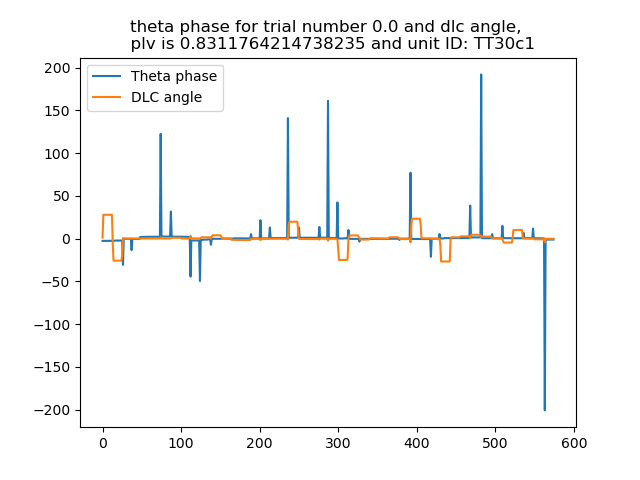 theta phase for trial number 0.0 and dlc angle,
plv is 0.8311764214738235 and unit ID: TT30c1
Theta phase
DLC angle
200
150
100
50
0
−50
−100
−150
−200
0 100 200 300 400 500 600